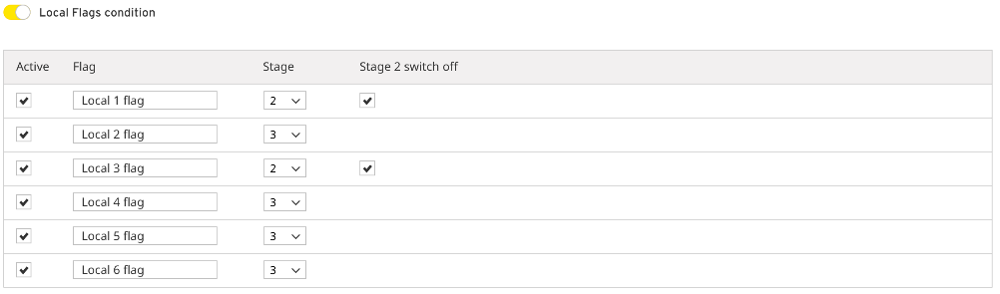 Local Flags condition
Active Flag Stage Stage 2 switch off
Local 1 flag 2
Local 2 flag 3
Local 3 flag 2
Local 4 flag 3
Local 5 flag 3
Local 6 flag 3